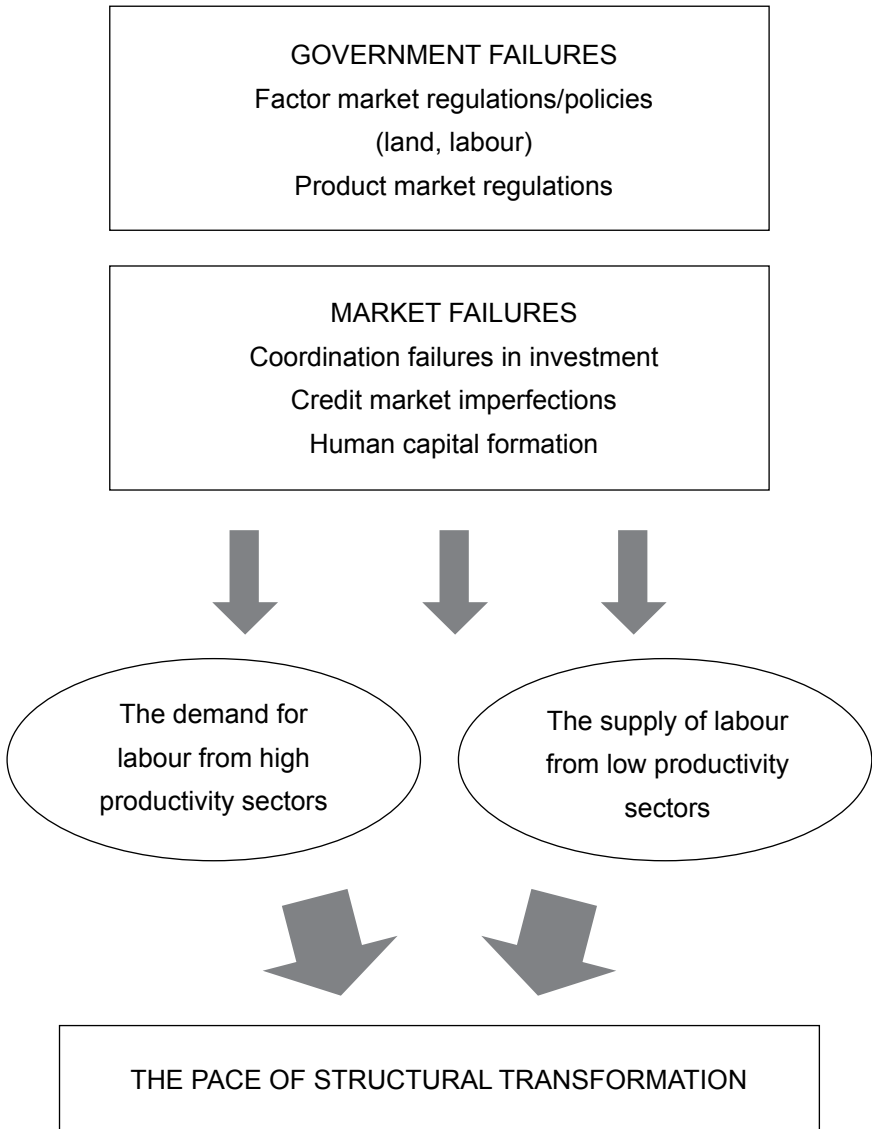 GOVERNMENT FAILURES
Factor market regulations/policies
(land, labour)
Product market regulations
MARKET FAILURES
Coordination failures in investment
Credit market imperfections
Human capital formation
The demand for
labour from high
productivity sectors
The supply of labour
from low productivity
sectors
THE PACE OF STRUCTURAL TRANSFORMATION